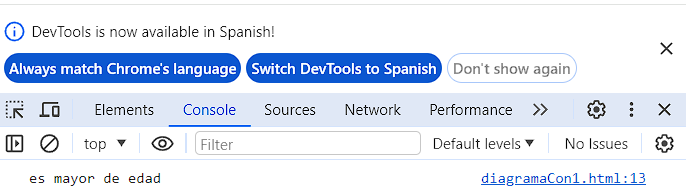 DevTools is now available in Spanish!
Always match Chrome's language Switch DevTools to Spanish Don't show again
Elements Console Sources Network Performance
top Filter Default levels No Issues
es mayor de edad diagramaCon1.html:13